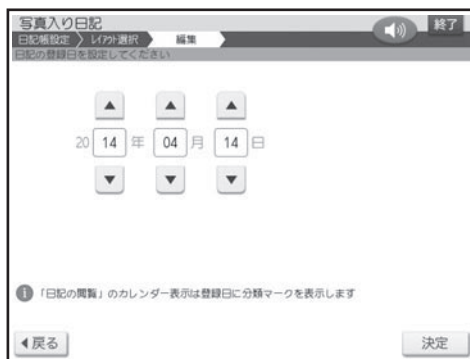 写真入り日記
終了
日記帳設定 レイアウト選択 編集
日記の登録日を設定してください
20 14 年 04 月 14 日
「日記の閲覧」のカレンダー表示は登録日に分類マークを表示します
戻る
決定